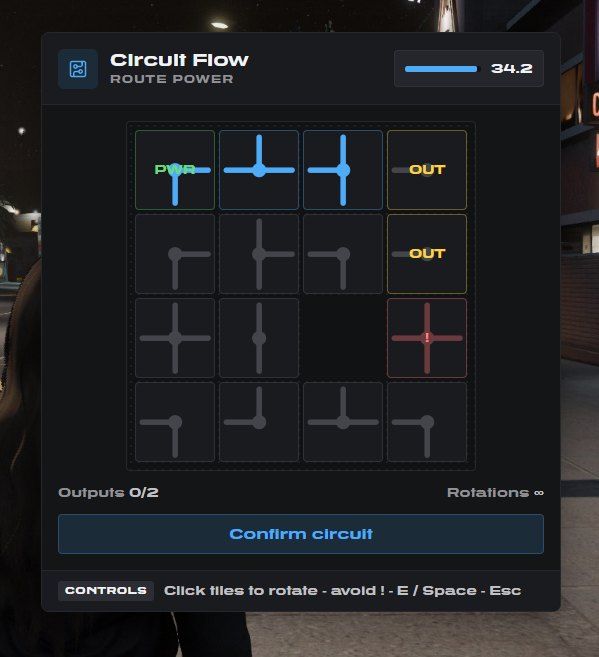 Circuit Flow
ROUTE POWER
34.2
PWR
OUT
OUT
!
Outputs 0/2
Rotations ∞
Confirm circuit
CONTROLS Click tiles to rotate - avoid ! - E / Space - Esc